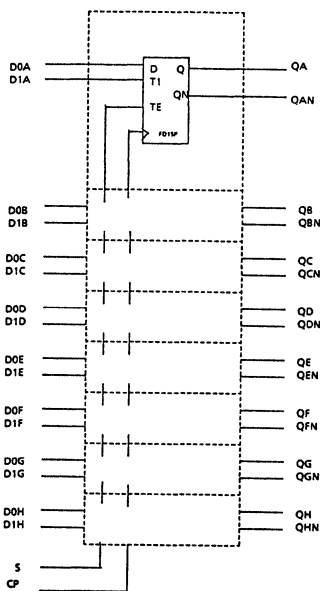 D0A D Q QA
D1A T1
QN QAN
TE
FD1SP
D0B QB
D1B QBN
D0C QC
D1C QCN
D0D QD
D1D QDN
D0E QE
D1E QEN
D0F QF
D1F QFN
D0G QG
D1G QGN
D0H QH
D1H QHN
S
CP